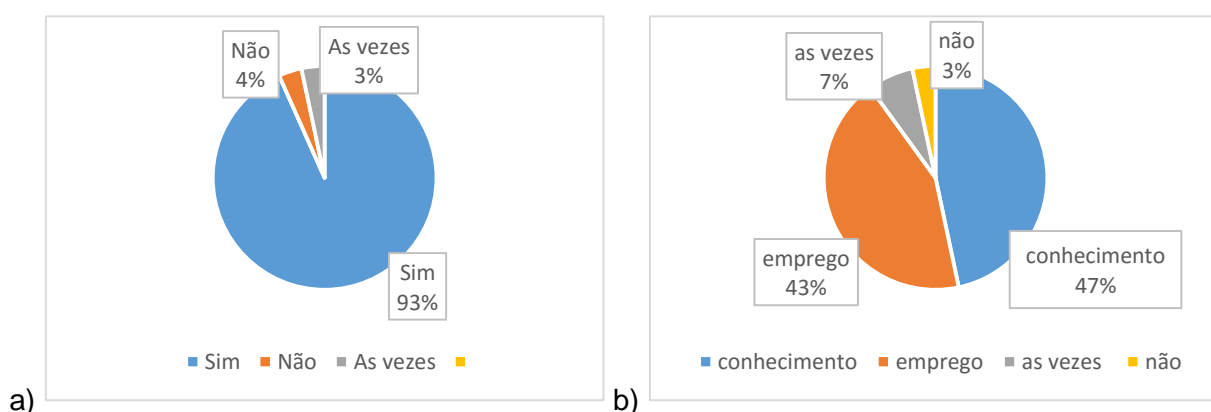 Não
4%
As vezes
3%
Sim
93%
Sim Não As vezes
a)
as vezes
7%
não
3%
emprego
43%
conhecimento
47%
conhecimento emprego as vezes não
b)